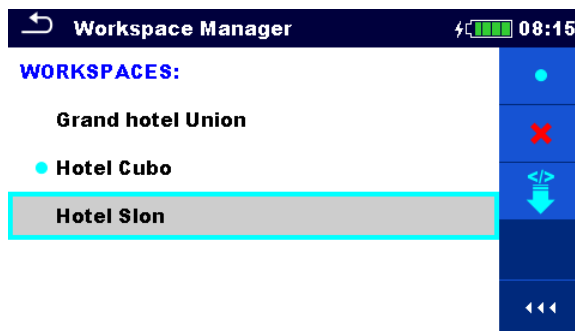 Workspace Manager 08:15
WORKSPACES:
Grand hotel Union
Hotel Cubo
Hotel Slon